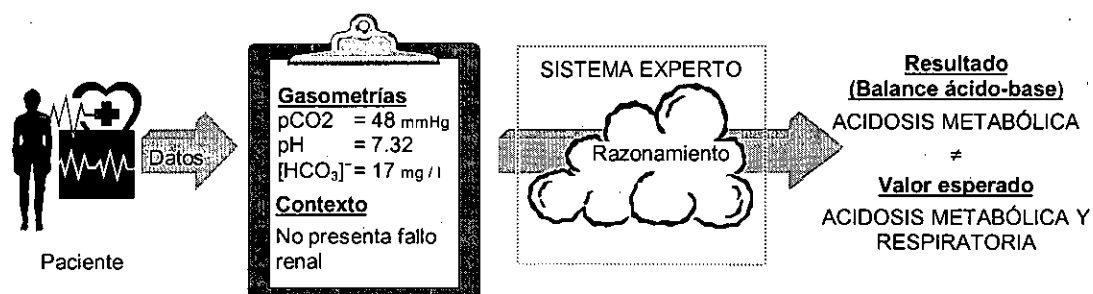 Paciente
Datos
Gasometrías
pCO2 = 48 mmHg
pH = 7.32
[HCO₃]⁻ = 17 mg / l
Contexto
No presenta fallo
renal
SISTEMA EXPERTO
Razonamiento
Resultado
(Balance ácido-base)
ACIDOSIS METABÓLICA
≠
Valor esperado
ACIDOSIS METABÓLICA Y
RESPIRATORIA